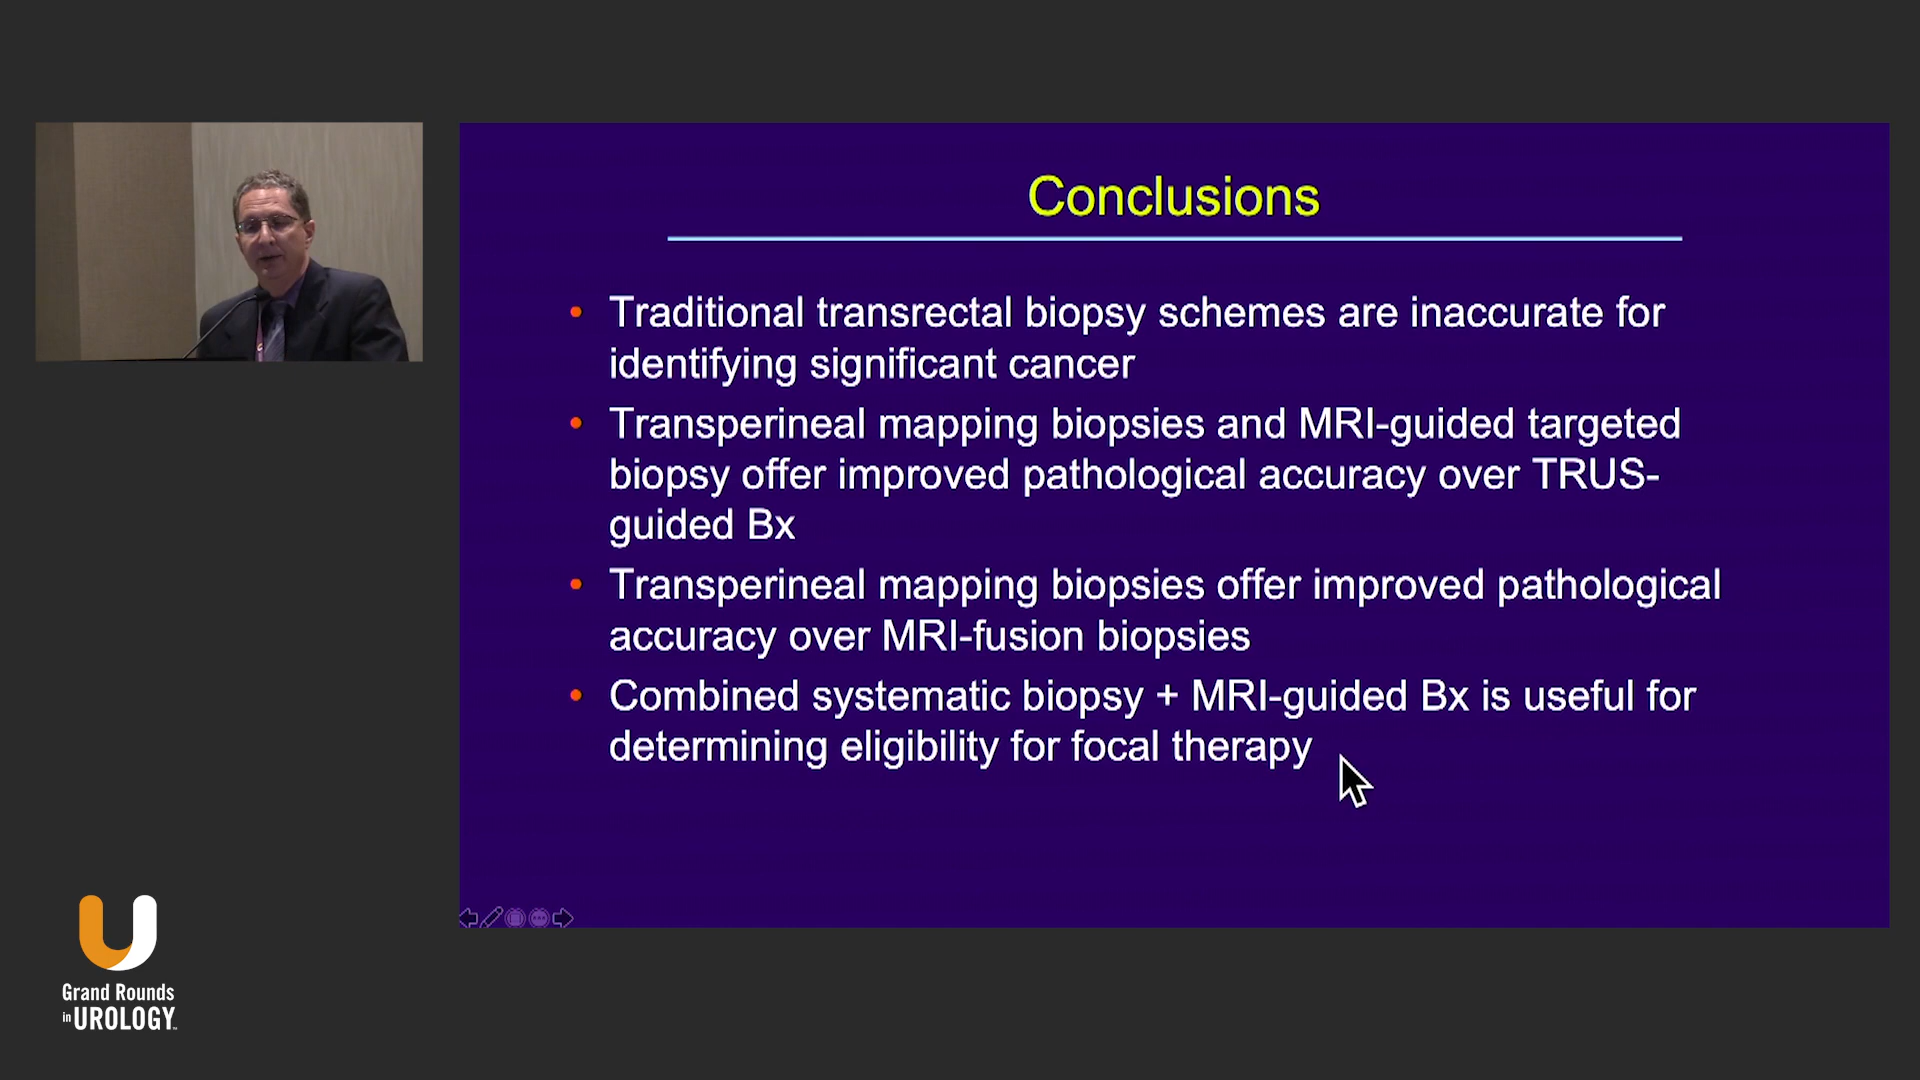 Conclusions
• Traditional transrectal biopsy schemes are inaccurate for
identifying significant cancer
• Transperineal mapping biopsies and MRI-guided targeted
biopsy offer improved pathological accuracy over TRUS-
guided Bx
• Transperineal mapping biopsies offer improved pathological
accuracy over MRI-fusion biopsies
• Combined systematic biopsy + MRI-guided Bx is useful for
determining eligibility for focal therapy
Grand Rounds
in UROLOGY™